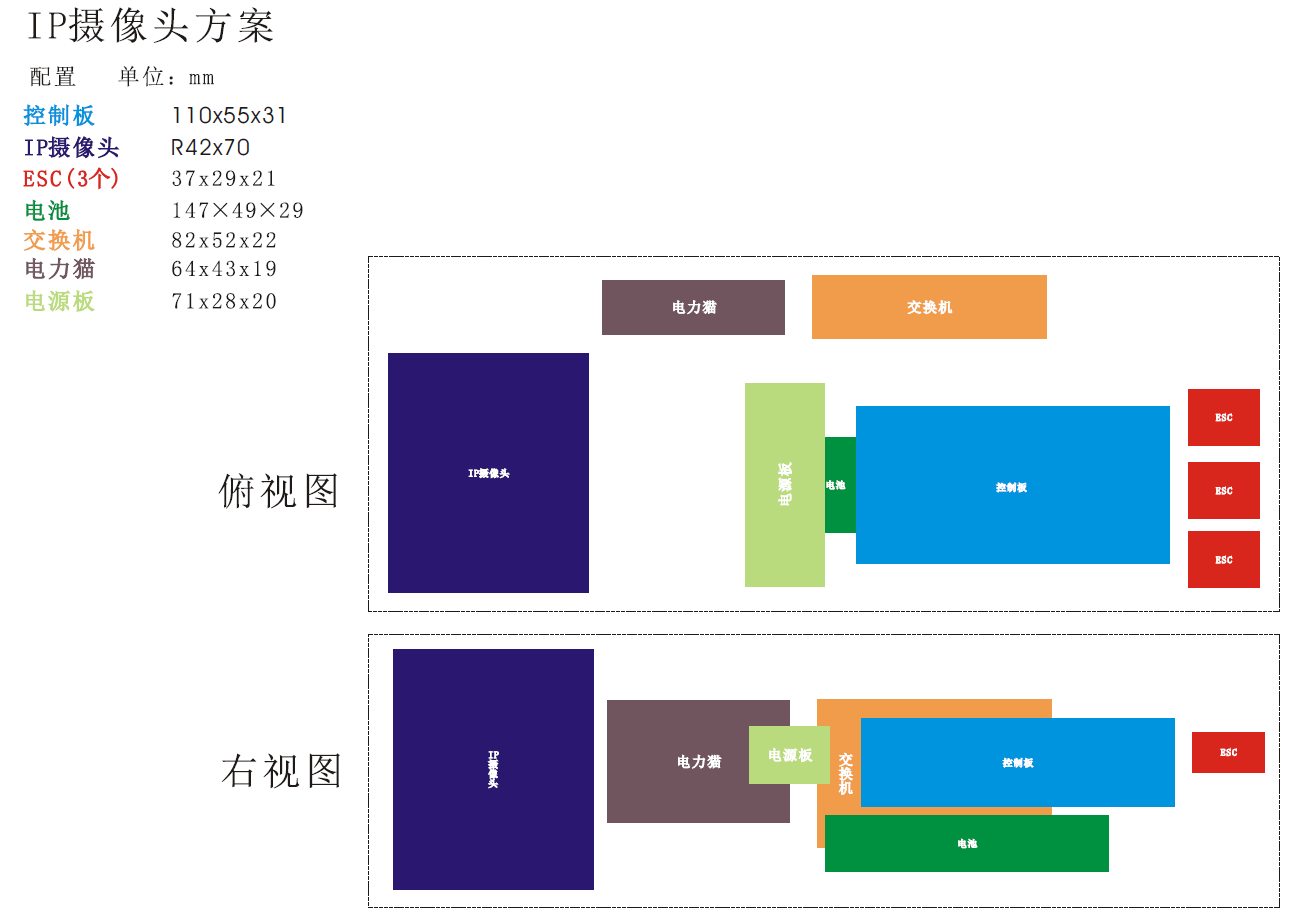 IP摄像头方案
配置 单位：mm
控制板 110x55x31
IP摄像头 R42x70
ESC(3个) 37x29x21
电池 147×49×29
交换机 82x52x22
电力猫 64x43x19
电源板 71x28x20
电力猫 交换机
ESC
IP摄像头
电源板
电池
控制板
ESC
ESC
俯视图
IP摄像头
电力猫
电源板
交换机
控制板
ESC
右视图
电池